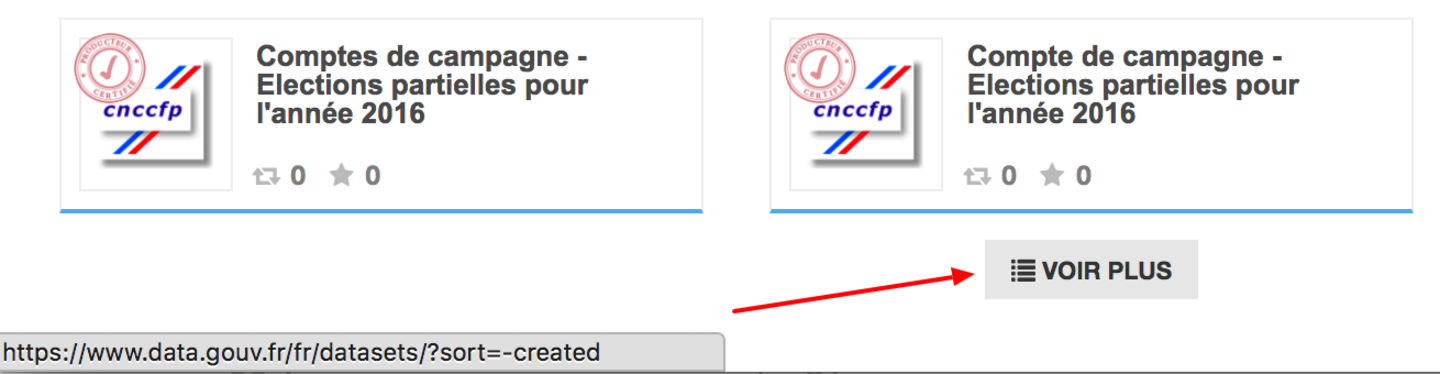 PRODUCTEUR CERTIFIÉ
cnccfp
Comptes de campagne -
Elections partielles pour
l'année 2016
0 0
PRODUCTEUR CERTIFIÉ
cnccfp
Compte de campagne -
Elections partielles pour
l'année 2016
0 0
VOIR PLUS
https://www.data.gouv.fr/fr/datasets/?sort=-created